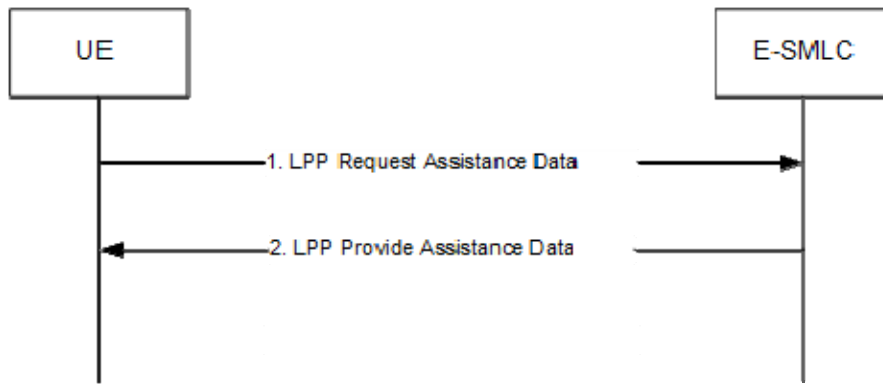 UE
E-SMLC
1. LPP Request Assistance Data
2. LPP Provide Assistance Data